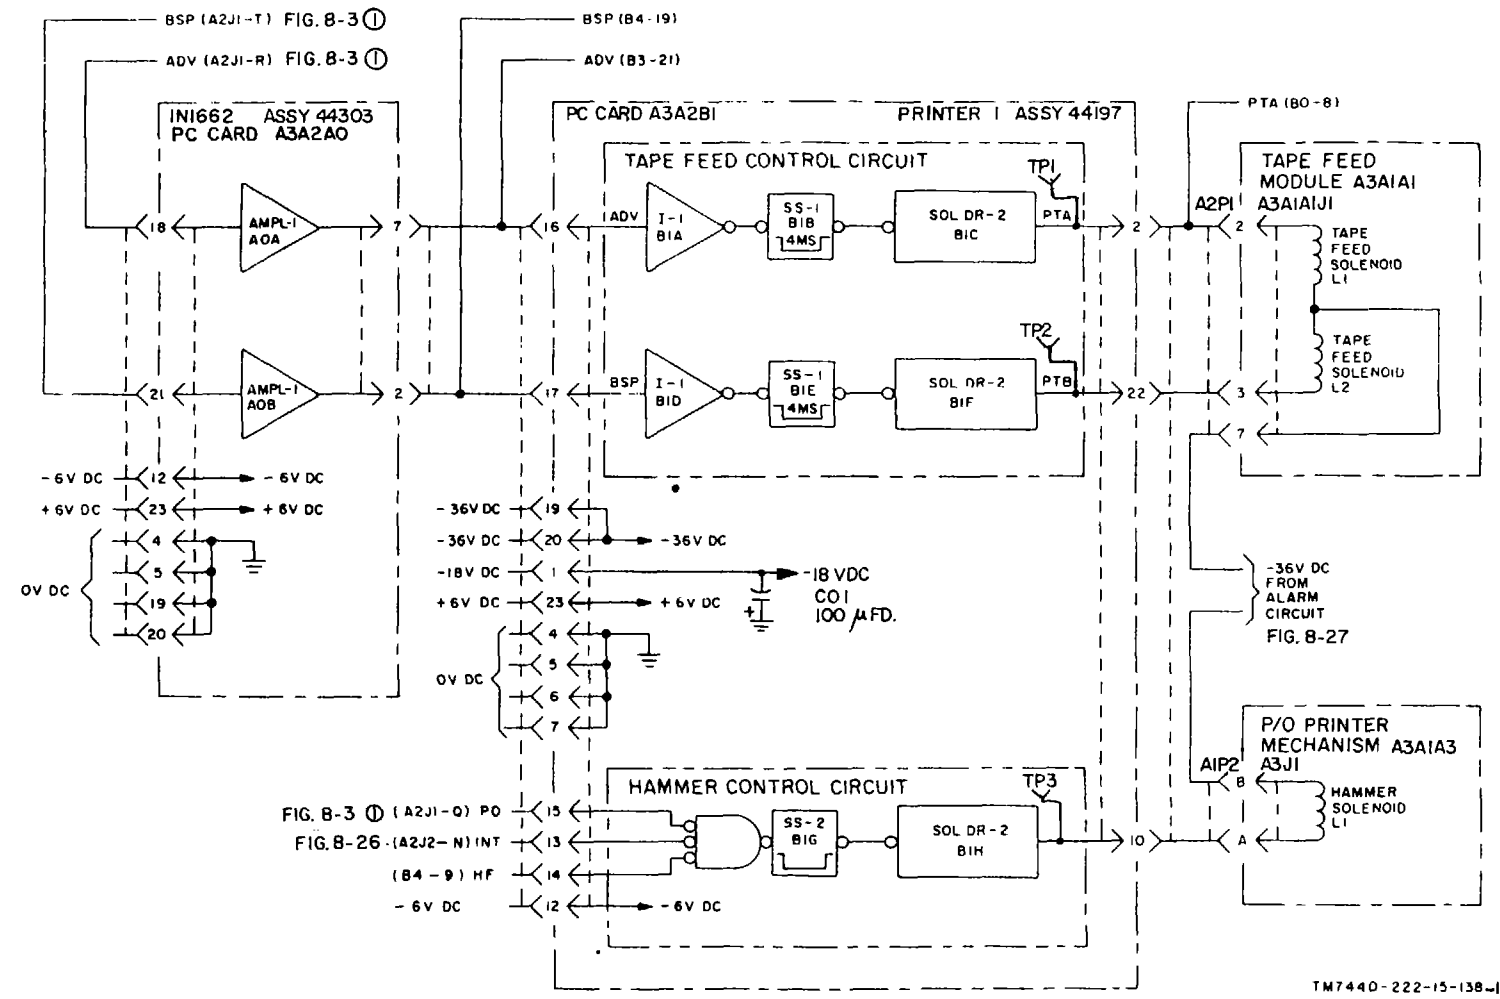 BSP (A2J1-T) FIG. 8-3 ①
ADV (A2J1-R) FIG. 8-3 ①
BSP (B4-19)
ADV (B3-21)
PTA (B0-8)
IN1662 ASSY 44303
PC CARD A3A2A0
18
AMPL-1
A0A
7
21
AMPL-1
A0B
2
-6V DC 12 -6V DC
+6V DC 23 +6V DC
0V DC
4
5
19
20
PC CARD A3A2B1 PRINTER 1 ASSY 44197
TAPE FEED CONTROL CIRCUIT
TP1
16
ADV
I-1
B1A
SS-1
B1B
4MS
SOL DR-2
B1C
PTA
2
TP2
17
BSP
I-1
B1D
SS-1
B1E
4MS
SOL DR-2
B1F
PTB
22
-36V DC 19
-36V DC 20 -36V DC
-18V DC 1 -18 VDC
C01
100 µFD.
+
+6V DC 23 +6V DC
0V DC
4
5
6
7
HAMMER CONTROL CIRCUIT
TP3
FIG. 8-3 ① (A2J1-Q) PO 15
FIG. 8-26 (A2J2-N) INT 13
(B4-9) HF 14
-6V DC 12 -6V DC
SS-2
B1G
SOL DR-2
B1H
10
TAPE FEED
MODULE A3A1A1
A3A1A1J1
A2P1
2
TAPE
FEED
SOLENOID
L1
TAPE
FEED
SOLENOID
L2
3
7
-36V DC
FROM
ALARM
CIRCUIT
FIG. 8-27
P/O PRINTER
MECHANISM A3A1A3
A1P2 A3J1
B
HAMMER
SOLENOID
L1
A
TM7440-222-15-138-1